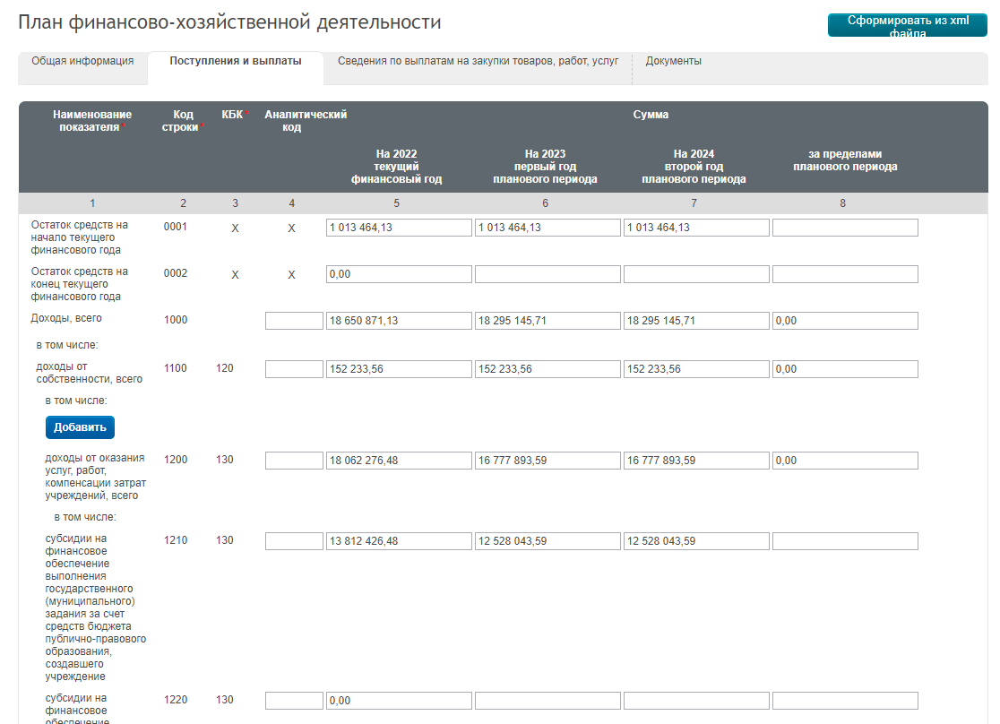 План финансово-хозяйственной деятельности
Сформировать из xml
файла
Общая информация Поступления и выплаты Сведения по выплатам на закупки товаров, работ, услуг Документы
Наименование показателя* Код строки* КБК* Аналитический код Сумма
На 2022 текущий финансовый год На 2023 первый год планового периода На 2024 второй год планового периода за пределами планового периода
1 2 3 4 5 6 7 8
Остаток средств на 0001 X X 1 013 464,13 1 013 464,13 1 013 464,13
начало текущего
финансового года
Остаток средств на 0002 X X 0,00
конец текущего
финансового года
Доходы, всего 1000 18 650 871,13 18 295 145,71 18 295 145,71 0,00
в том числе:
доходы от 1100 120 152 233,56 152 233,56 152 233,56 0,00
собственности, всего
в том числе:
Добавить
доходы от оказания 1200 130 18 062 276,48 16 777 893,59 16 777 893,59 0,00
услуг, работ,
компенсации затрат
учреждений, всего
в том числе:
субсидии на 1210 130 13 812 426,48 12 528 043,59 12 528 043,59
финансовое
обеспечение
выполнения
государственного
(муниципального)
задания за счет
средств бюджета
публично-правового
образования,
создавшего
учреждение
субсидии на 1220 130 0,00
финансовое
обеспечение